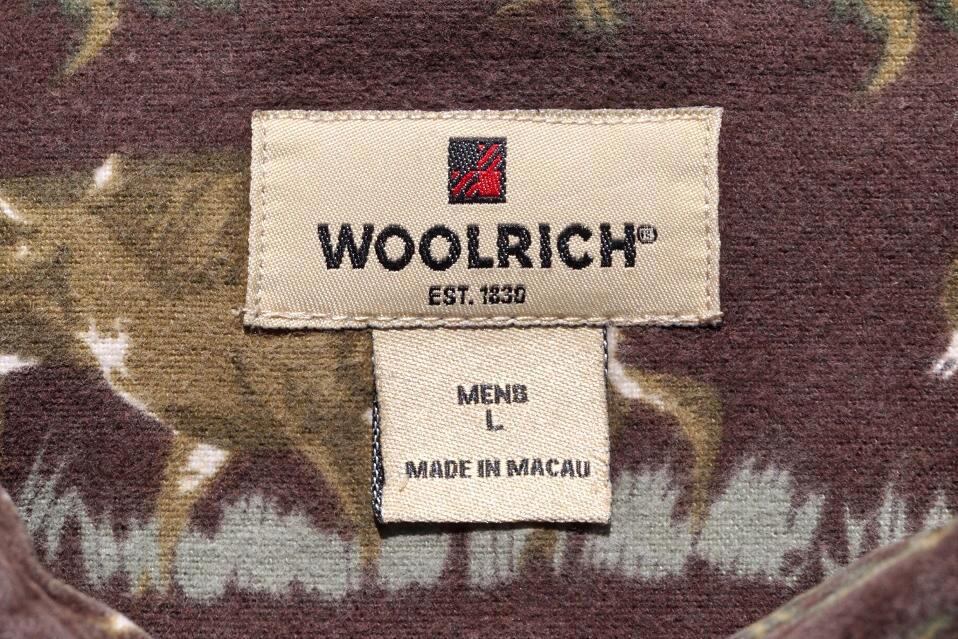 WOOLRICH®
EST. 1830
MENS
L
MADE IN MACAU